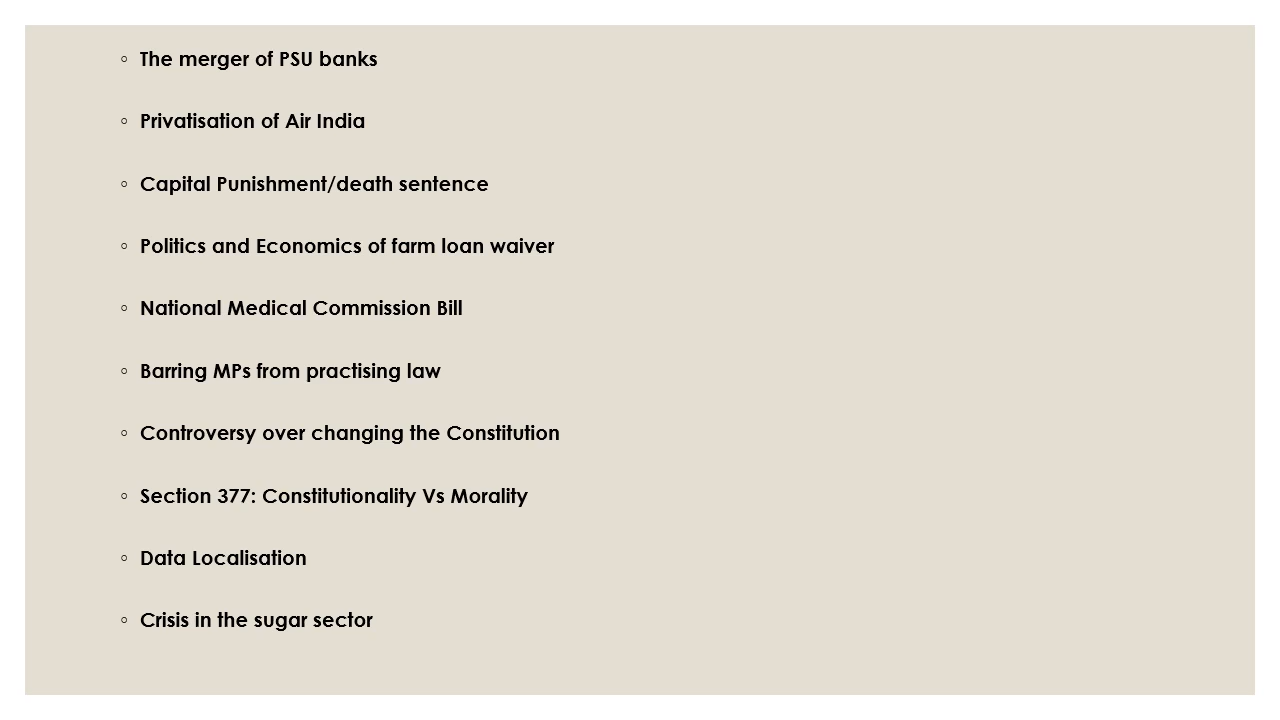 ◦ The merger of PSU banks
◦ Privatisation of Air India
◦ Capital Punishment/death sentence
◦ Politics and Economics of farm loan waiver
◦ National Medical Commission Bill
◦ Barring MPs from practising law
◦ Controversy over changing the Constitution
◦ Section 377: Constitutionality Vs Morality
◦ Data Localisation
◦ Crisis in the sugar sector